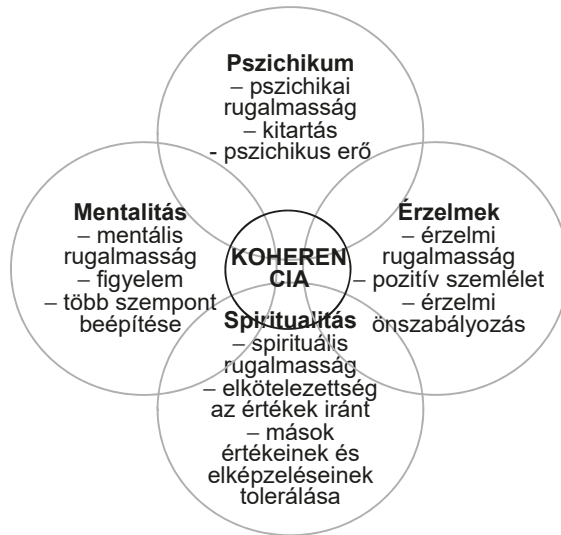 Pszichikum
– pszichikai
rugalmasság
– kitartás
- pszichikus erő
Mentalitás
– mentális
rugalmasság
– figyelem
– több szempont
beépítése
KOHEREN
CIA
Érzelmek
– érzelmi
rugalmasság
– pozitív szemlélet
– érzelmi
önszabályozás
Spiritualitás
– spirituális
rugalmasság
– elkötelezettség
az értékek iránt
– mások
értékeinek és
elképzeléseinek
tolerálása